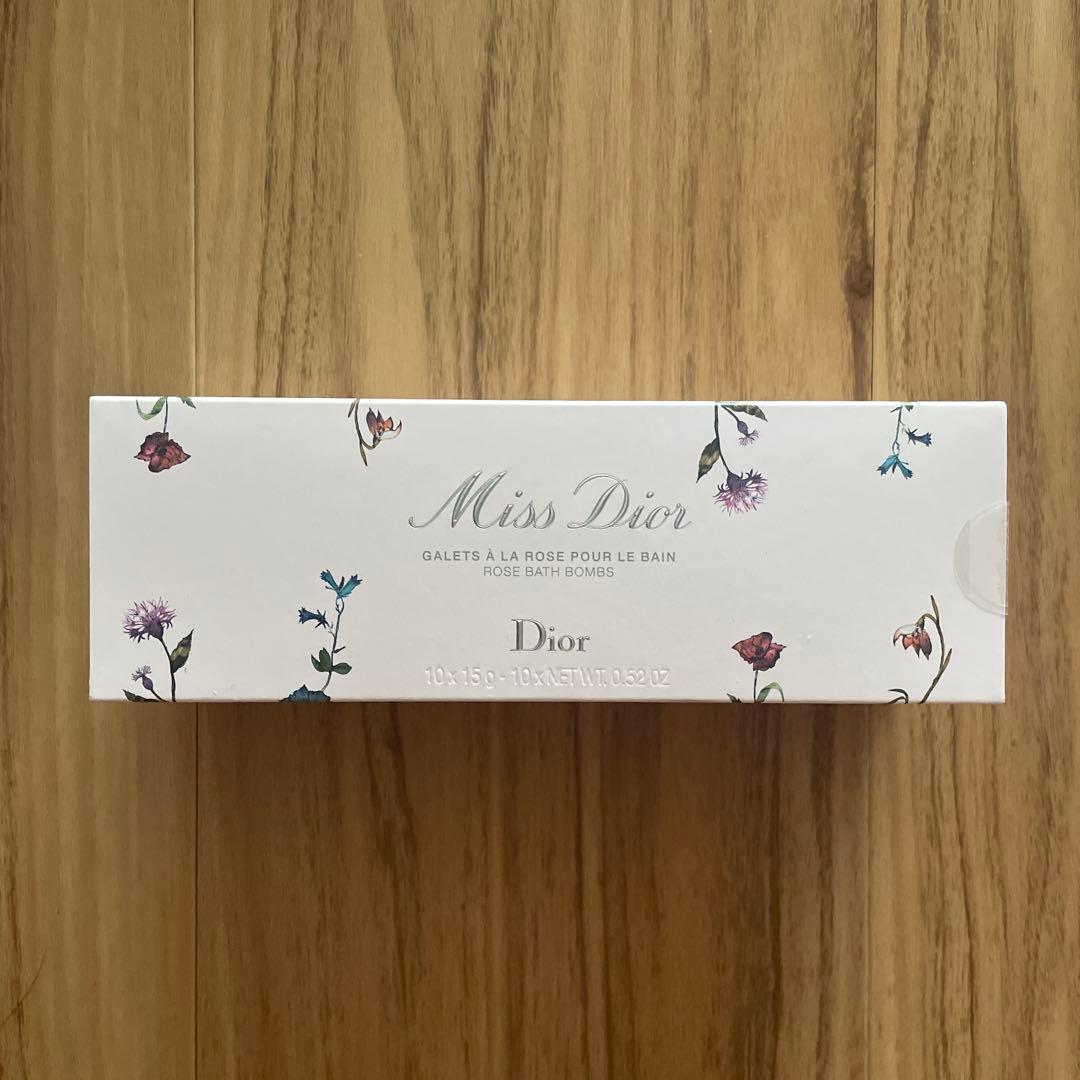 Miss Dior
GALETS À LA ROSE POUR LE BAIN
ROSE BATH BOMBS
Dior
10 x 15 g - 10 x NET WT. 0.52 OZ